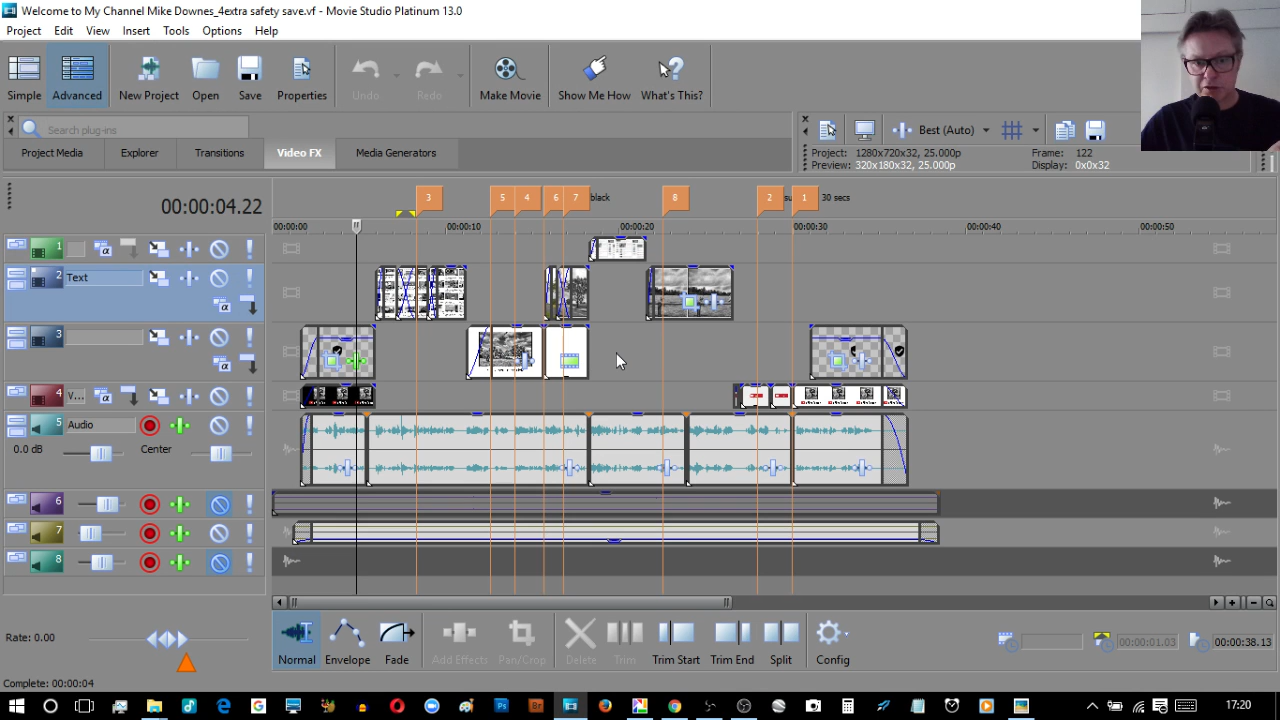 Welcome to My Channel Mike Downes_4extra safety save.vf - Movie Studio Platinum 13.0
Project Edit View Insert Tools Options Help
Simple Advanced New Project Open Save Properties Undo Redo Make Movie Show Me How What's This?
Search plug-ins
Best (Auto)
Project Media Explorer Transitions Video FX Media Generators
Project: 1280x720x32, 25.000p Frame: 122
Preview: 320x180x32, 25.000p Display: 0x0x32
00:00:04.22
3 5 4 6 7 black 8 2 su 1 30 secs
00:00:00 00:00:10 00:00:20 00:00:30 00:00:40 00:00:50
1
2 Text
3
4 V...
5 Audio
0.0 dB Center
6
7
8
Rate: 0.00
Normal Envelope Fade Add Effects Pan/Crop Delete Trim Trim Start Trim End Split Config
00:00:01.03 00:00:38.13
Complete: 00:00:04
Ps Br
17:20